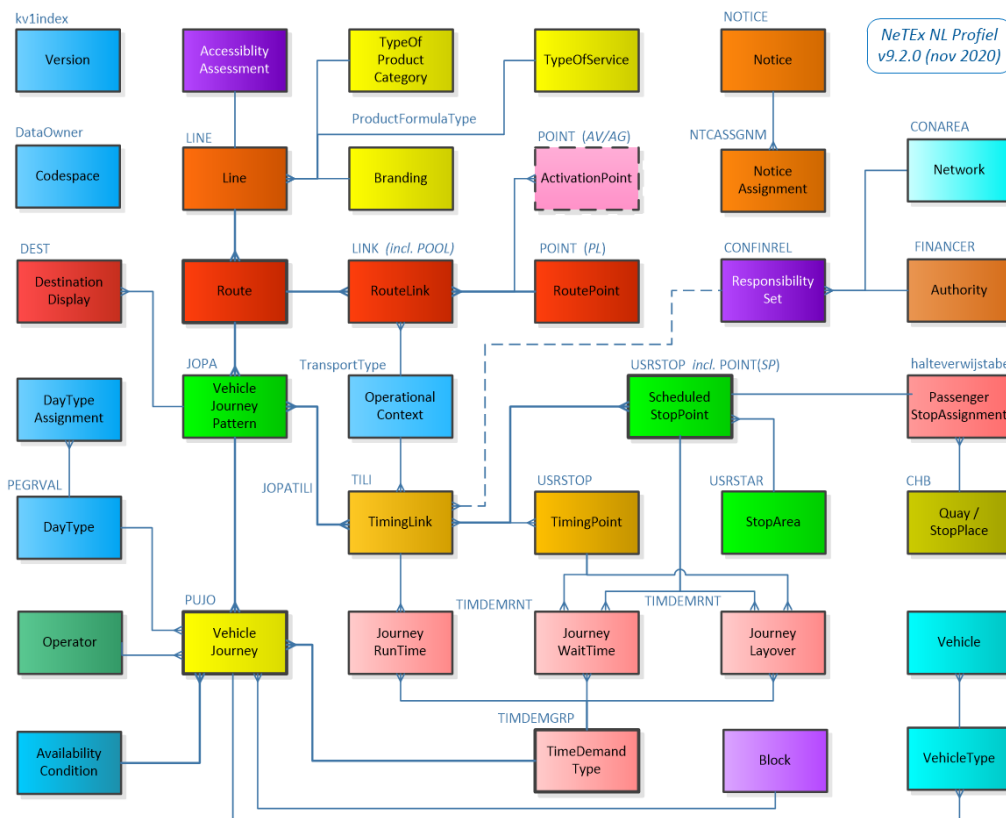 kv1index
NOTICE
NeTEx NL Profiel
v9.2.0 (nov 2020)
Version
Accessiblity
Assessment
TypeOf
Product
Category
TypeOfService
Notice
DataOwner
LINE
ProductFormulaType
POINT (AV/AG)
NTCASSGNM
CONAREA
Codespace
Line
Branding
ActivationPoint
Notice
Assignment
Network
DEST
LINK (incl. POOL)
POINT (PL)
CONFINREL
FINANCER
Destination
Display
Route
RouteLink
RoutePoint
Responsibility
Set
Authority
JOPA
TransportType
USRSTOP incl. POINT(SP)
halteverwijstabe
DayType
Assignment
Vehicle
Journey
Pattern
Operational
Context
Scheduled
StopPoint
Passenger
StopAssignment
PEGRVAL
JOPATILI
TILI
USRSTOP
USRSTAR
CHB
DayType
TimingLink
TimingPoint
StopArea
Quay /
StopPlace
PUJO
TIMDEMRNT
TIMDEMRNT
Operator
Vehicle
Journey
Journey
RunTime
Journey
WaitTime
Journey
Layover
Vehicle
TIMDEMGRP
Availability
Condition
TimeDemand
Type
Block
VehicleType